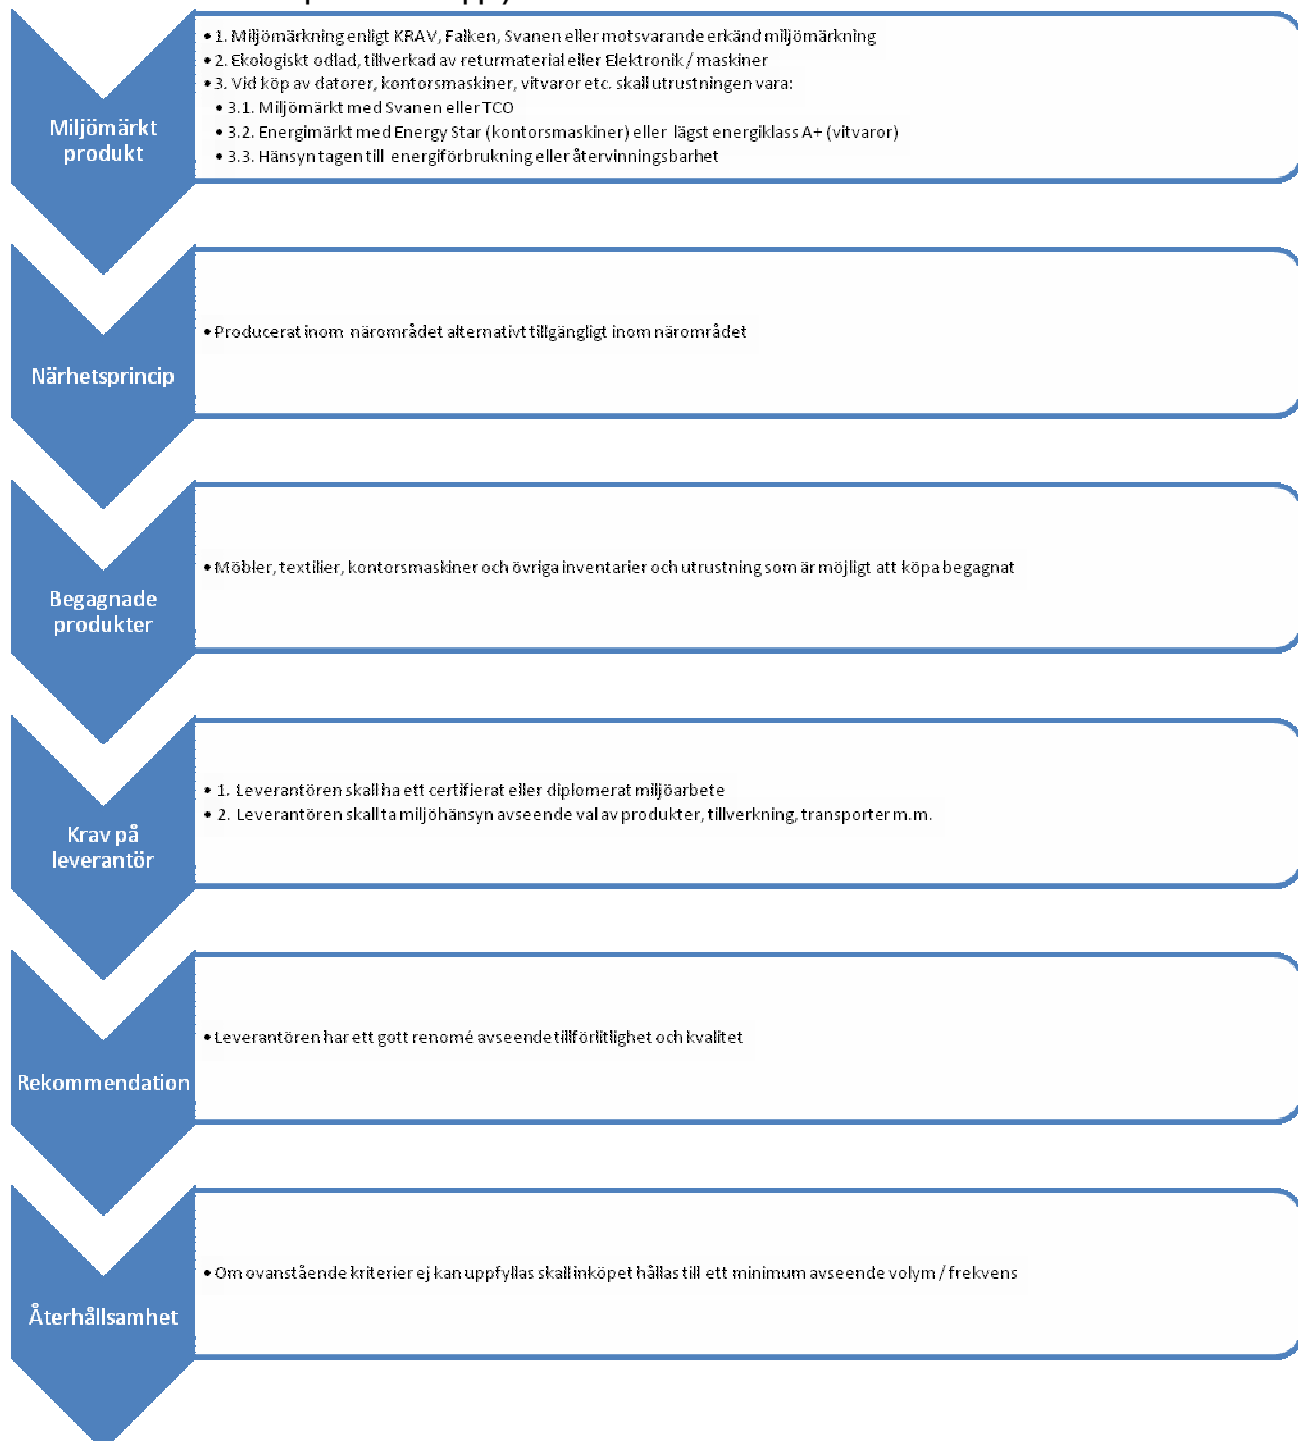 • 1. Miljömärkning enligt KRAV, Falken, Svanen eller motsvarande erkänd miljömärkning
• 2. Ekologiskt odlad, tillverkad av returmaterial eller Elektronik / maskiner
• 3. Vid köp av datorer, kontorsmaskiner, vitvaror etc. skall utrustningen vara:
• 3.1. Miljömärkt med Svanen eller TCO
• 3.2. Energimärkt med Energy Star (kontorsmaskiner) eller lägst energiklass A+ (vitvaror)
• 3.3. Hänsyn tagen till energiförbrukning eller återvinningsbarhet
Miljömärkt
produkt
• Producerat inom närområdet alternativt tillgängligt inom närområdet
Närhetsprincip
• Möbler, textilier, kontorsmaskiner och övriga inventarier och utrustning som är möjligt att köpa begagnat
Begagnade
produkter
• 1. Leverantören skall ha ett certifierat eller diplomerat miljöarbete
• 2. Leverantören skall ta miljöhänsyn avseende val av produkter, tillverkning, transporter m.m.
Krav på
leverantör
• Leverantören har ett gott renomé avseende tillförlitlighet och kvalitet
Rekommendation
• Om ovanstående kriterier ej kan uppfyllas skall inköpet hållas till ett minimum avseende volym / frekvens
Återhållsamhet